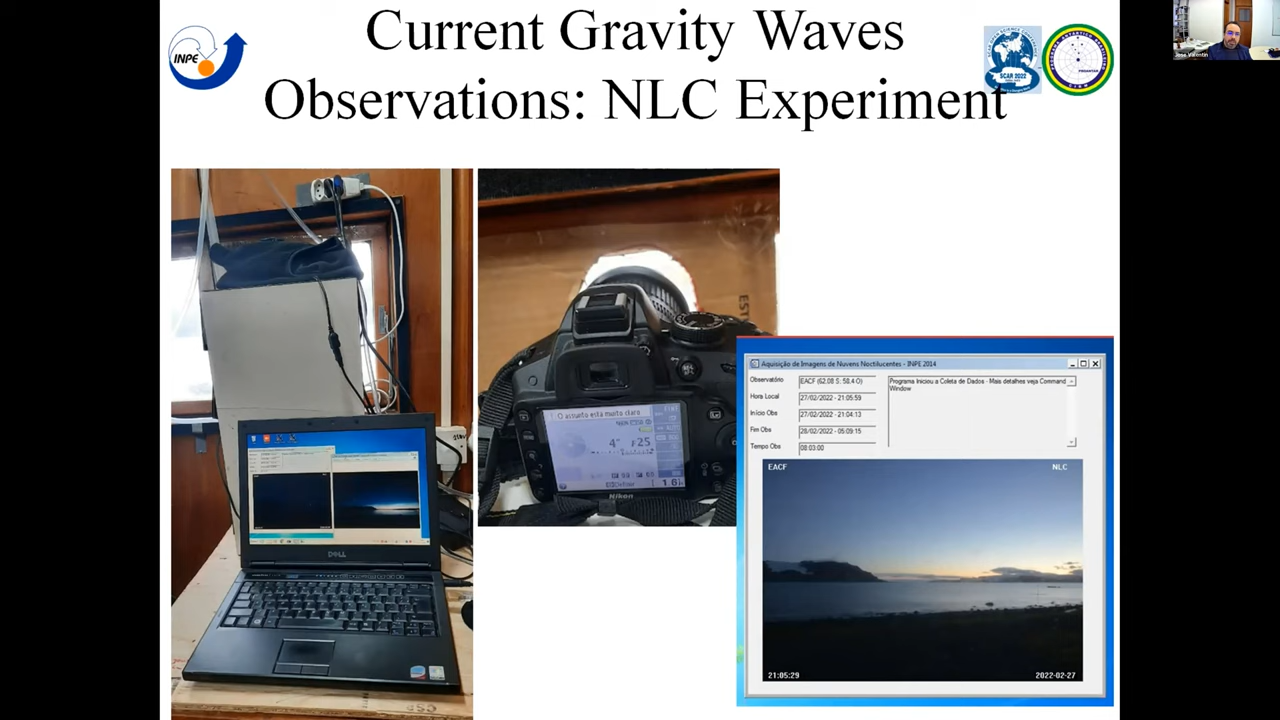 Current Gravity Waves
Observations: NLC Experiment
INPE
SCAR 2022
Jose Valentin
O assunto está muito claro
4" F25
Nikon
DELL
Aquisição de Imagens de Nuvens Noctilucentes - INPE 2014
Observatório EACF (62.08 S; 58.4 O)
Programa Iniciou a Coleta de Dados - Mais detalhes veja Command
Window
Hora Local 27/02/2022 - 21:05:59
Início Obs 27/02/2022 - 21:04:13
Fim Obs 28/02/2022 - 05:09:15
Tempo Obs 08:03:00
EACF NLC
21:05:29 2022-02-27